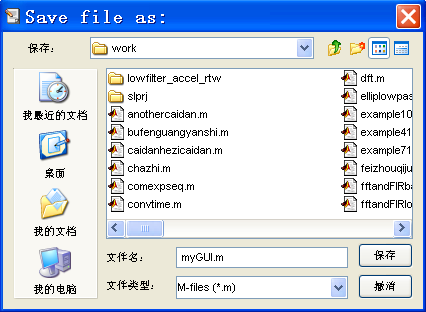 Save file as:
保存： work
lowfilter_accel_rtw
slprj
anothercaidan.m
bufenguangyanshi.m
caidanhezicaidan.m
chazhi.m
comexpseq.m
convtime.m
dft.m
elliplowpas
example10
example41
example71
feizhouqiju
fftandFIRba
fftandFIRlo
我最近的文档
桌面
我的文档
我的电脑
文件名： myGUI.m 保存
文件类型： M-files (*.m) 撤消